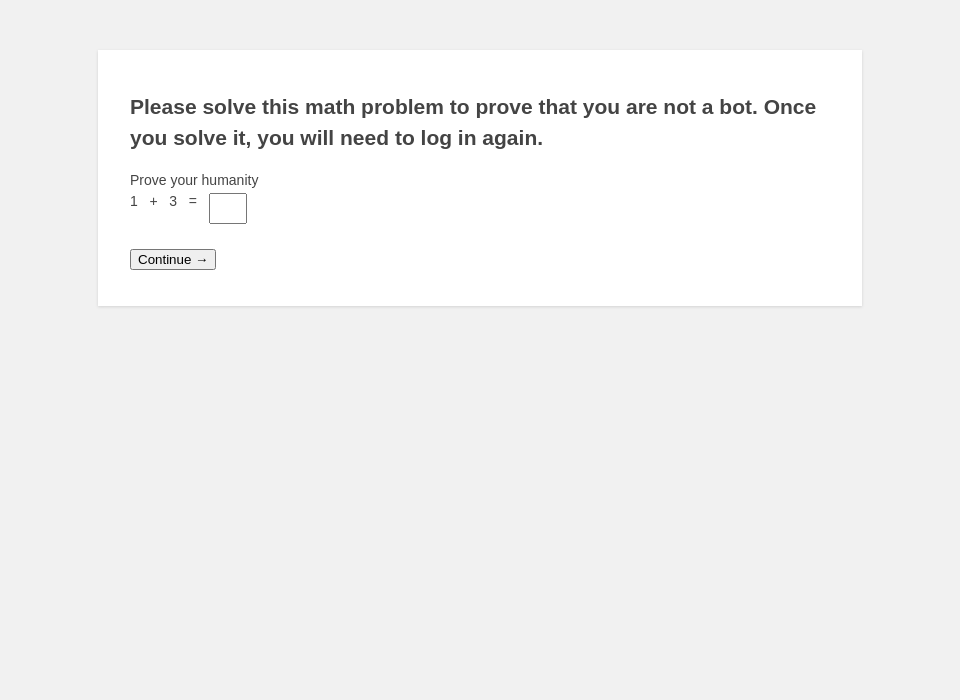 Please solve this math problem to prove that you are not a bot. Once
you solve it, you will need to log in again.
Prove your humanity
1 + 3 =
Continue →